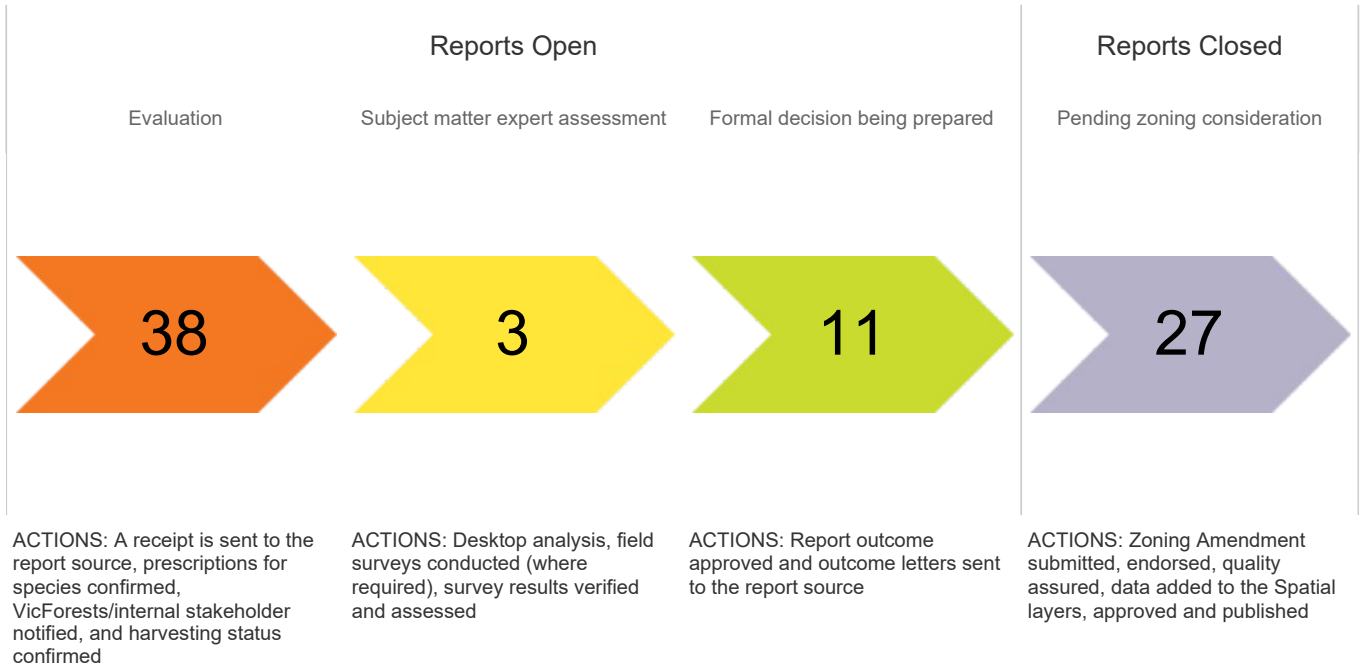 Reports Open
Reports Closed
Evaluation
Subject matter expert assessment
Formal decision being prepared
Pending zoning consideration
38
3
11
27
ACTIONS: A receipt is sent to the
report source, prescriptions for
species confirmed,
VicForests/internal stakeholder
notified, and harvesting status
confirmed
ACTIONS: Desktop analysis, field
surveys conducted (where
required), survey results verified
and assessed
ACTIONS: Report outcome
approved and outcome letters sent
to the report source
ACTIONS: Zoning Amendment
submitted, endorsed, quality
assured, data added to the Spatial
layers, approved and published